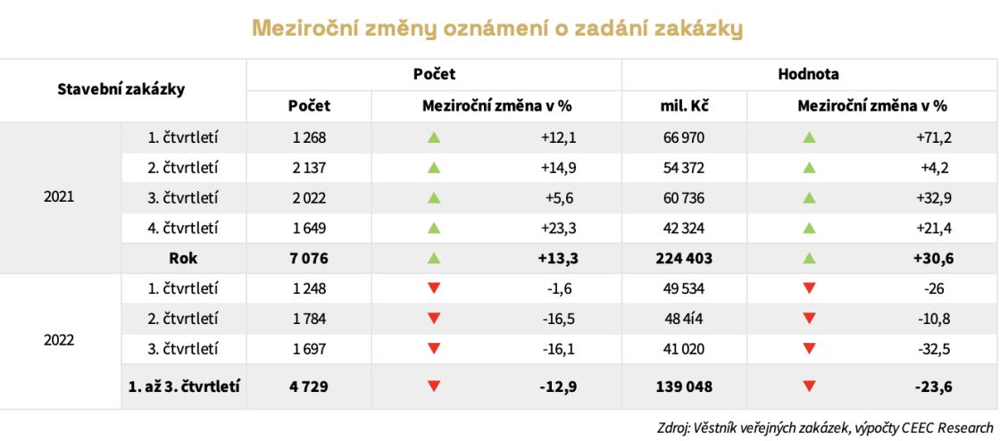 Meziroční změny oznámení o zadání zakázky
Stavební zakázky Počet Hodnota
Počet Meziroční změna v % mil. Kč Meziroční změna v %
2021
1. čtvrtletí 1 268 ▲ +12,1 66 970 ▲ +71,2
2. čtvrtletí 2 137 ▲ +14,9 54 372 ▲ +4,2
3. čtvrtletí 2 022 ▲ +5,6 60 736 ▲ +32,9
4. čtvrtletí 1 649 ▲ +23,3 42 324 ▲ +21,4
Rok 7 076 ▲ +13,3 224 403 ▲ +30,6
2022
1. čtvrtletí 1 248 ▼ -1,6 49 534 ▼ -26
2. čtvrtletí 1 784 ▼ -16,5 48 4í4 ▼ -10,8
3. čtvrtletí 1 697 ▼ -16,1 41 020 ▼ -32,5
1. až 3. čtvrtletí 4 729 ▼ -12,9 139 048 ▼ -23,6
Zdroj: Věstník veřejných zakázek, výpočty CEEC Research